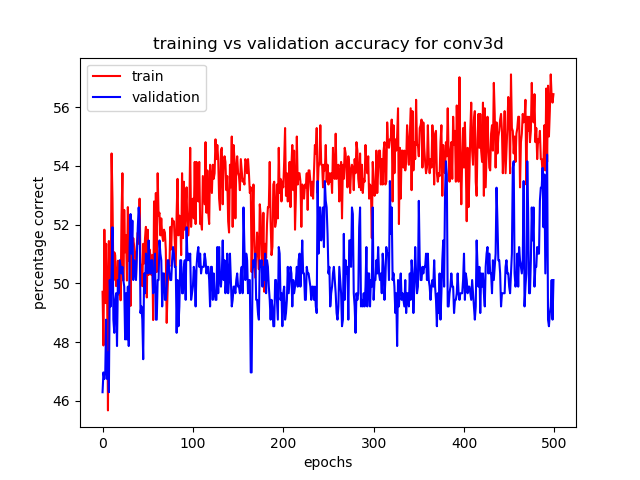 training vs validation accuracy for conv3d
train
validation
percentage correct
56
54
52
50
48
46
0
100
200
300
400
500
epochs